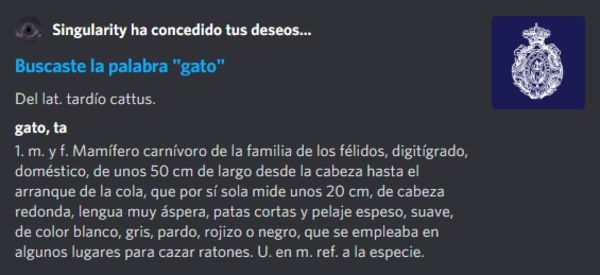 Singularity ha concedido tus deseos...
Buscaste la palabra "gato"
Del lat. tardío cattus.
gato, ta
1. m. y f. Mamífero carnívoro de la familia de los félidos, digitígrado,
doméstico, de unos 50 cm de largo desde la cabeza hasta el
arranque de la cola, que por sí sola mide unos 20 cm, de cabeza
redonda, lengua muy áspera, patas cortas y pelaje espeso, suave,
de color blanco, gris, pardo, rojizo o negro, que se empleaba en
algunos lugares para cazar ratones. U. en m. ref. a la especie.